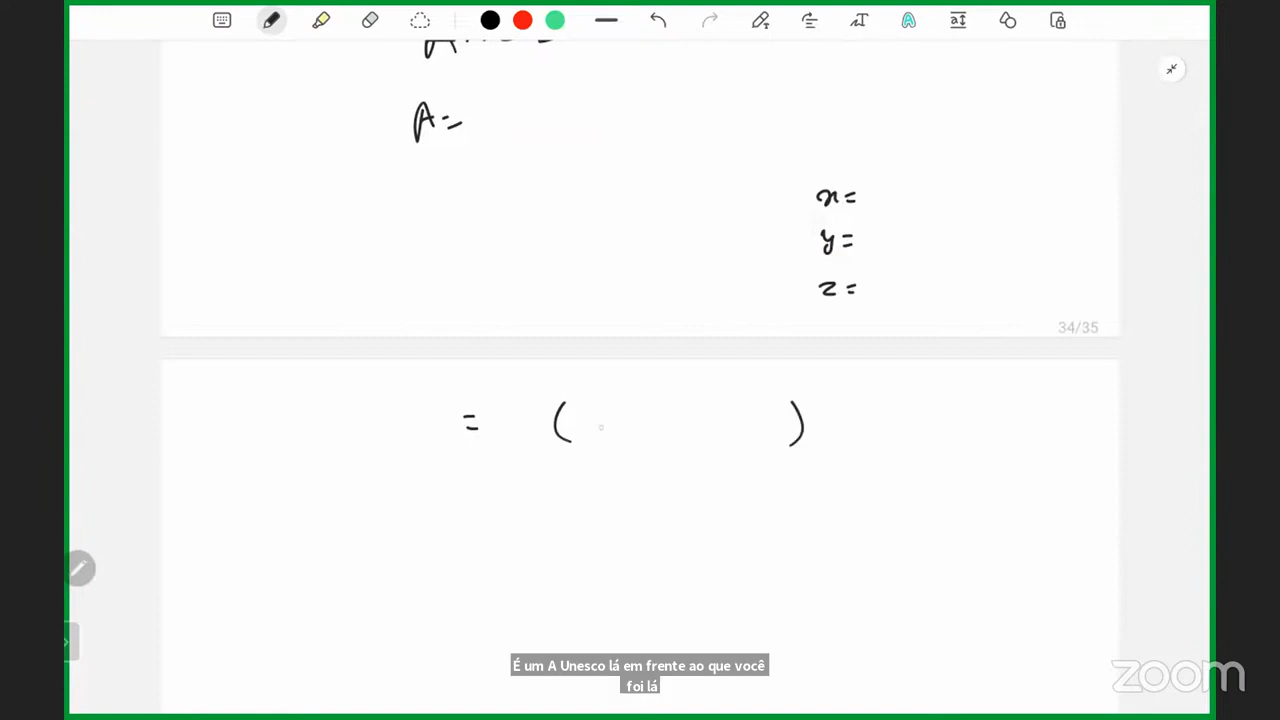 A=
x=
y=
z=
34/35
= ( )
É um A Unesco lá em frente ao que você
foi lá
zoom